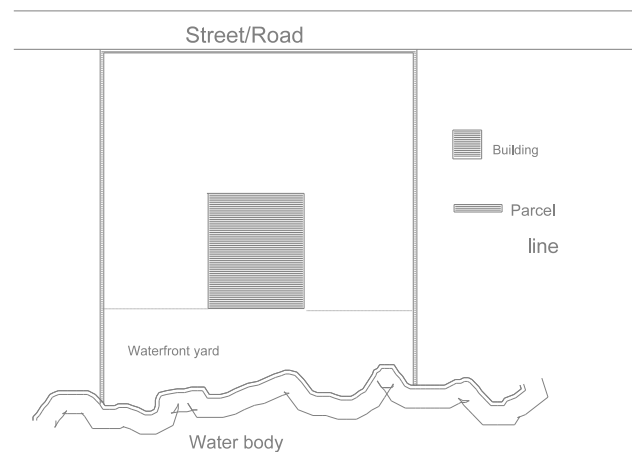 Street/Road
Building
Parcel
line
Waterfront yard
Water body